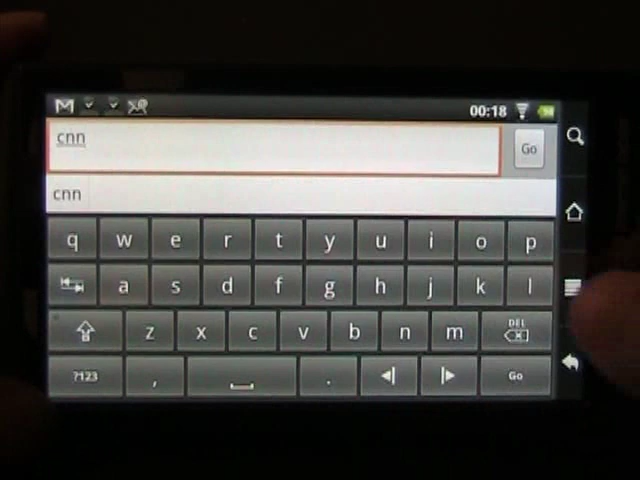 00:18
cnn
Go
cnn
q w e r t y u i o p
a s d f g h j k l
z x c v b n m DEL
?123 , . Go